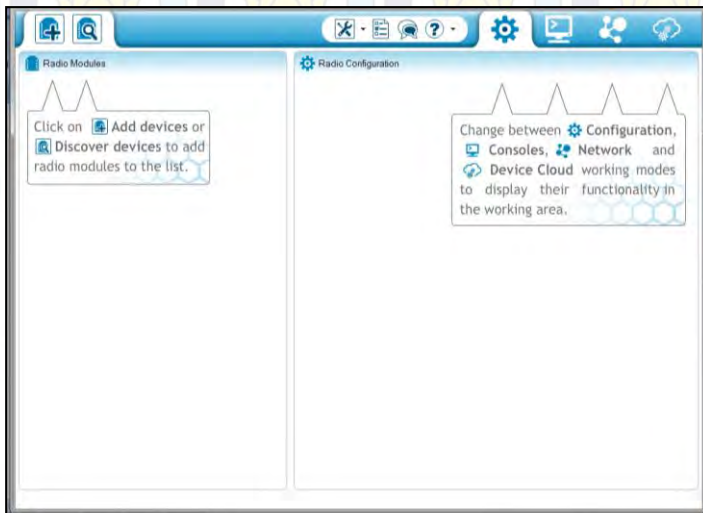 Radio Modules
Radio Configuration
Click on Add devices or
Discover devices to add
radio modules to the list.
Change between Configuration,
Consoles, Network and
Device Cloud working modes
to display their functionality in
the working area.